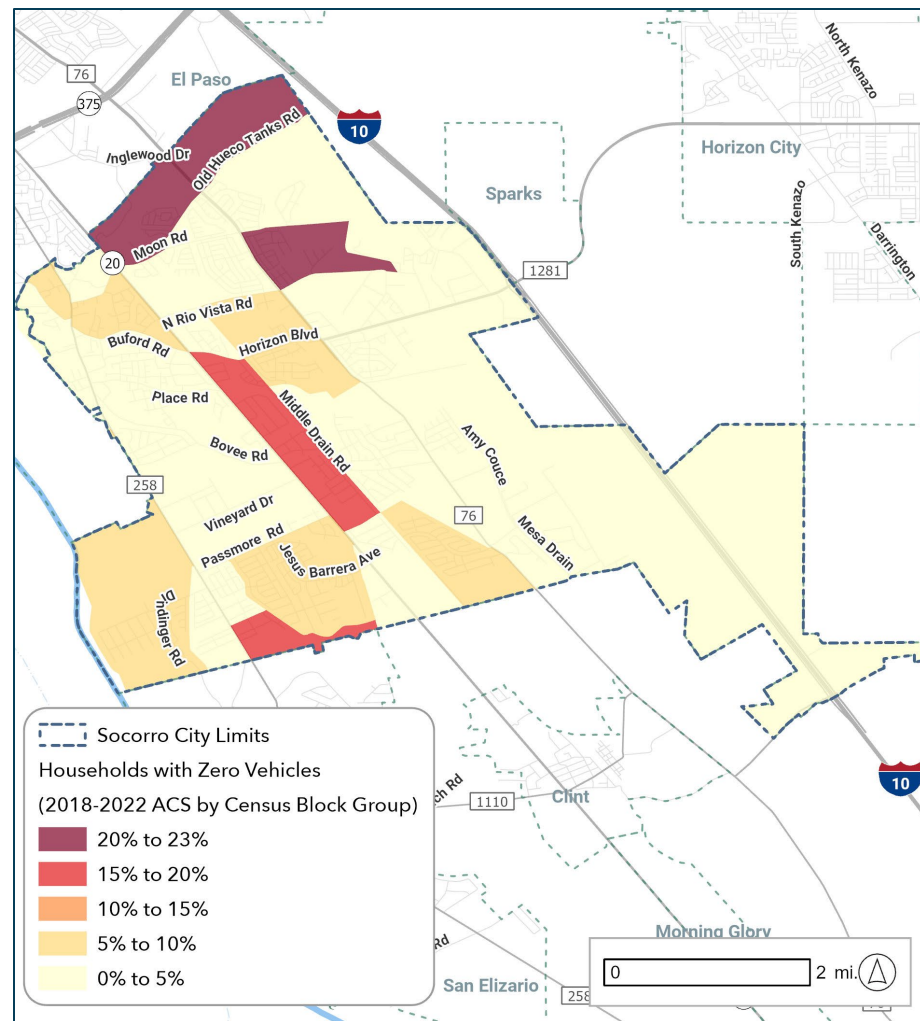 76
El Paso
375
North Kenazo
10
Inglewood Dr
Old Hueco Tanks Rd
Horizon City
Sparks
South Kenazo
Darrington
Moon Rd
20
1281
N Rio Vista Rd
Buford Rd
Horizon Blvd
Place Rd
Middle Drain Rd
Bovee Rd
Amy Couce
258
Vineyard Dr
76
Passmore Rd
Mesa Drain
Jesus Barrera Ave
Dindinger Rd
Socorro City Limits
Households with Zero Vehicles
(2018-2022 ACS by Census Block Group)
20% to 23%
15% to 20%
10% to 15%
5% to 10%
0% to 5%
ch Rd
1110
Clint
10
Rd
Morning Glory
San Elizario
258
0
2 mi.